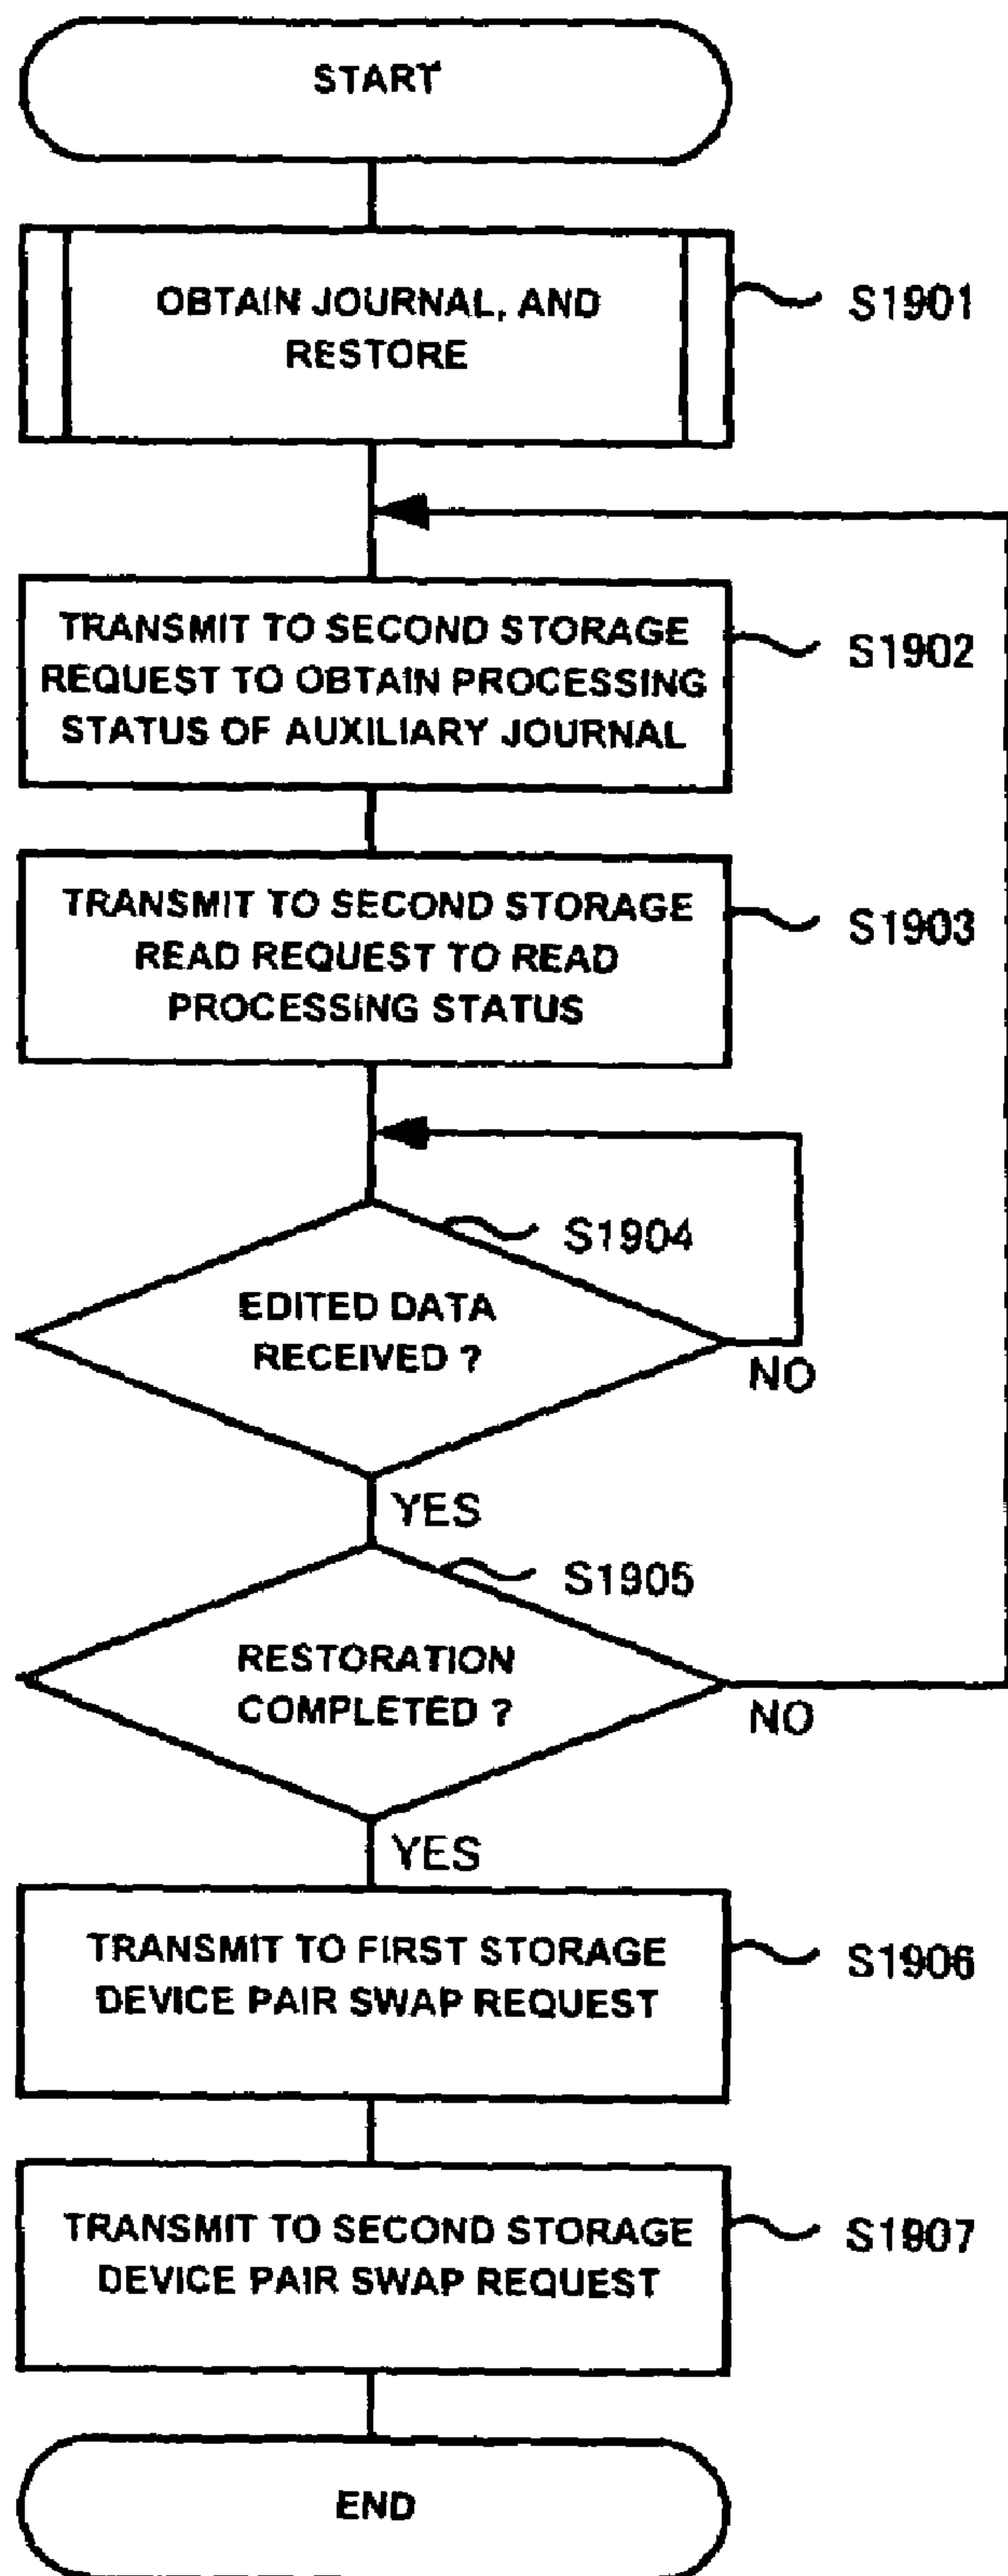 START
OBTAIN JOURNAL, AND
RESTORE
S1901
TRANSMIT TO SECOND STORAGE
REQUEST TO OBTAIN PROCESSING
STATUS OF AUXILIARY JOURNAL
S1902
TRANSMIT TO SECOND STORAGE
READ REQUEST TO READ
PROCESSING STATUS
S1903
S1904
EDITED DATA
RECEIVED ?
NO
YES
S1905
RESTORATION
COMPLETED ?
NO
YES
TRANSMIT TO FIRST STORAGE
DEVICE PAIR SWAP REQUEST
S1906
TRANSMIT TO SECOND STORAGE
DEVICE PAIR SWAP REQUEST
S1907
END